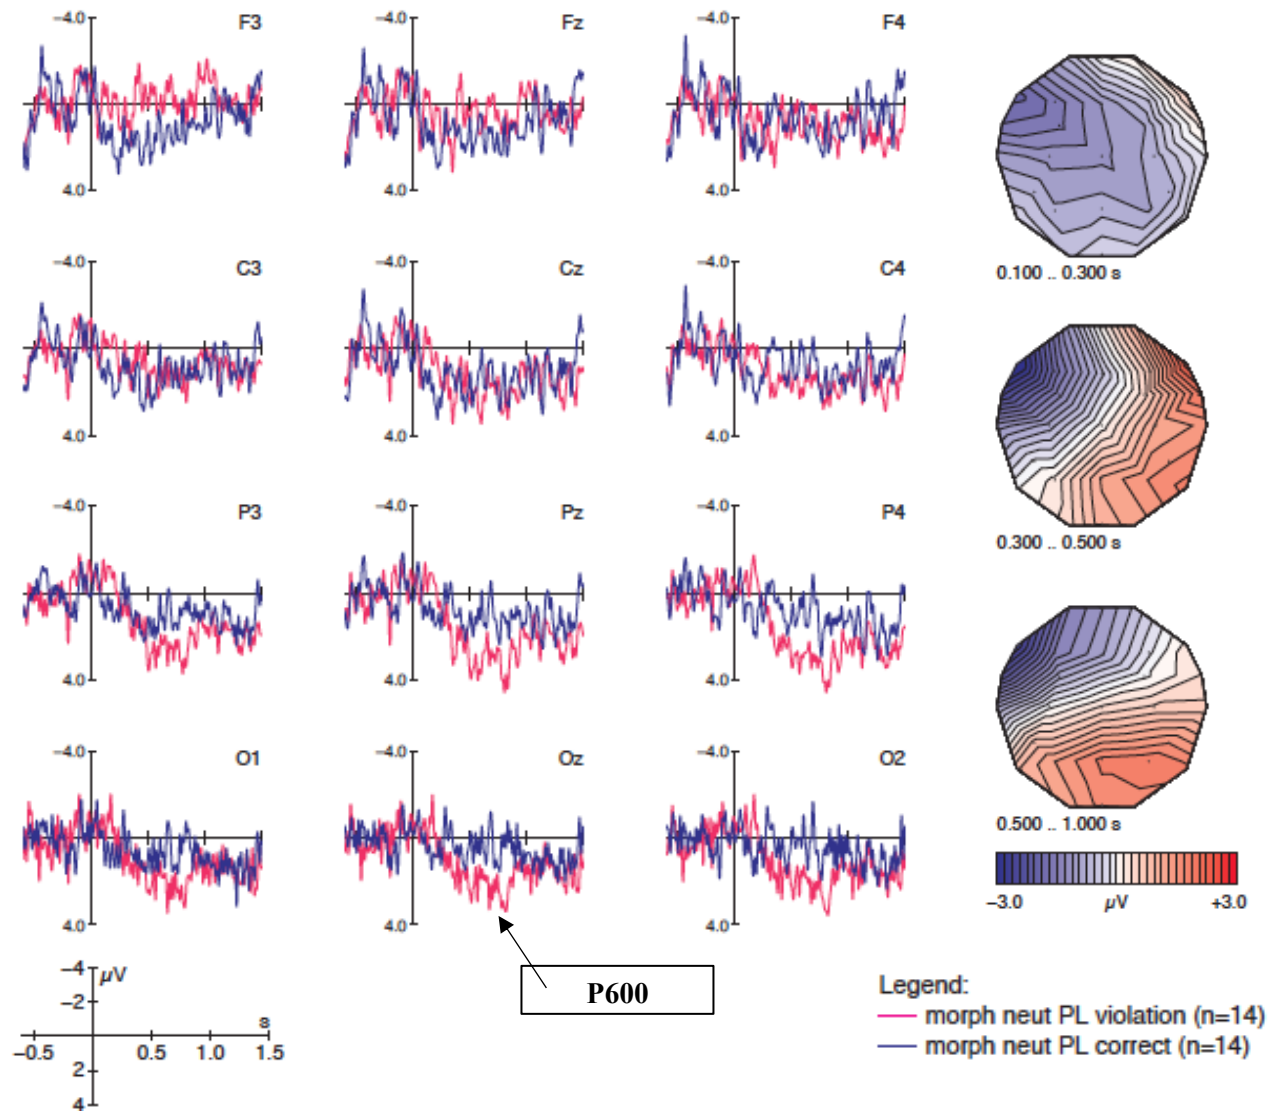 −4.0 F3
4.0
−4.0 Fz
4.0
−4.0 F4
4.0
0.100 .. 0.300 s
−4.0 C3
4.0
−4.0 Cz
4.0
−4.0 C4
4.0
0.300 .. 0.500 s
−4.0 P3
4.0
−4.0 Pz
4.0
−4.0 P4
4.0
0.500 .. 1.000 s
−3.0 µV +3.0
−4.0 O1
4.0
−4.0 Oz
4.0
−4.0 O2
4.0
P600
−4 µV
−2
s
−0.5 0.5 1.0 1.5
2
4
Legend:
morph neut PL violation (n=14)
morph neut PL correct (n=14)